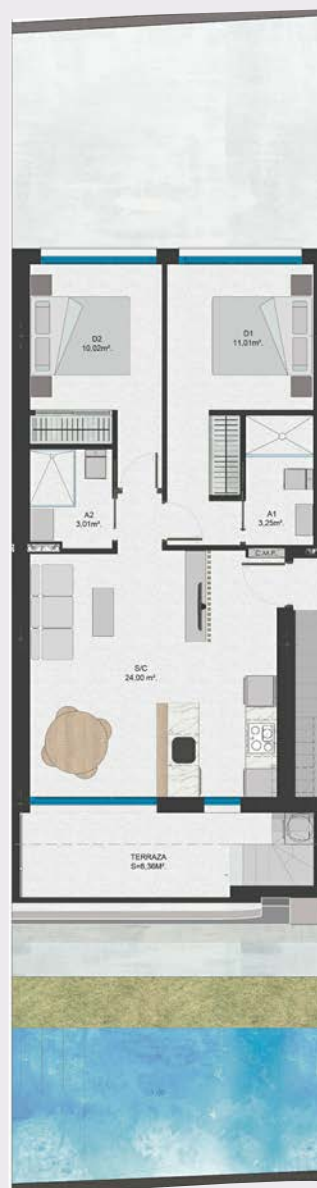 D2
10,02m².
D1
11,01m².
A2
3,01m².
A1
3,25m².
C.M.P.
S/C
24,00 m².
TERRAZA
S=6,36M².